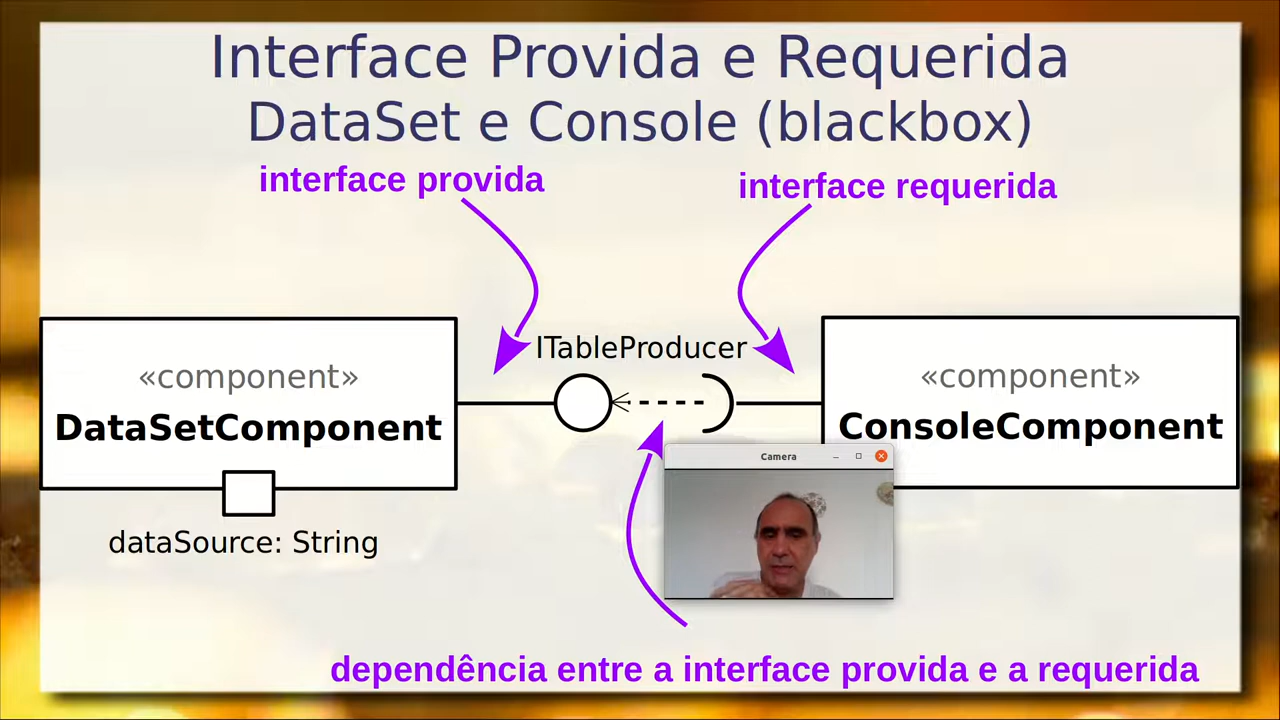 Interface Provida e Requerida
DataSet e Console (blackbox)
interface provida
interface requerida
ITableProducer
«component»
DataSetComponent
«component»
ConsoleComponent
Camera
dataSource: String
dependência entre a interface provida e a requerida